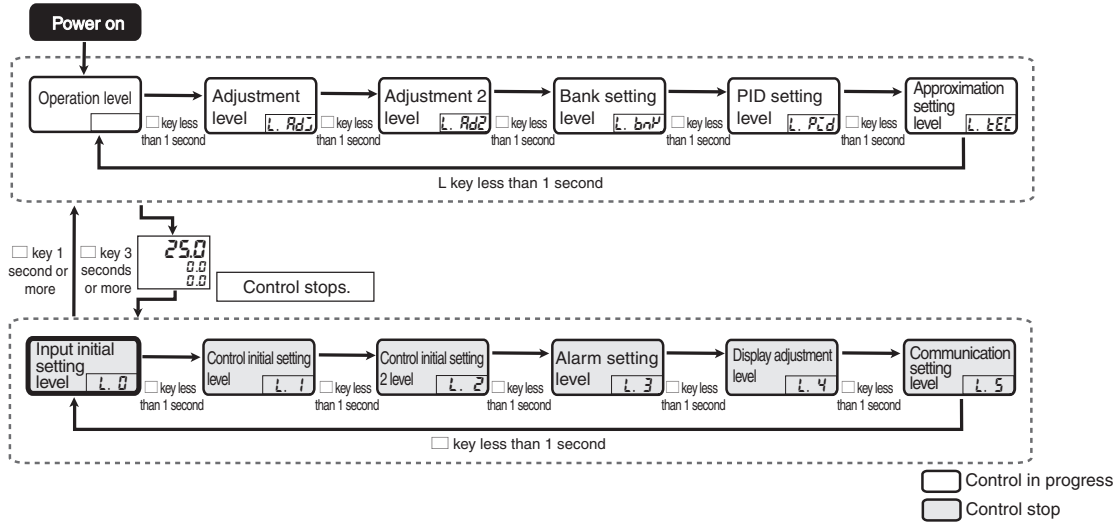 Power on
Operation level
Adjustment
level
L. AdJ
Adjustment 2
level
L. Ad2
Bank setting
level
L. bnK
PID setting
level
L. PId
Approximation
setting
level
L. tEC
□ key less
than 1 second
□ key less
than 1 second
□ key less
than 1 second
□ key less
than 1 second
□ key less
than 1 second
L key less than 1 second
□ key 1
second or
more
□ key 3
seconds
or more
25.0
0.0
0.0
Control stops.
Input initial
setting
level
L. 0
Control initial setting
level
L. 1
Control initial setting
2 level
L. 2
Alarm setting
level
L. 3
Display adjustment
level
L. 4
Communication
setting
level
L. 5
□ key less
than 1 second
□ key less
than 1 second
□ key less
than 1 second
□ key less
than 1 second
□ key less
than 1 second
□ key less than 1 second
Control in progress
Control stop